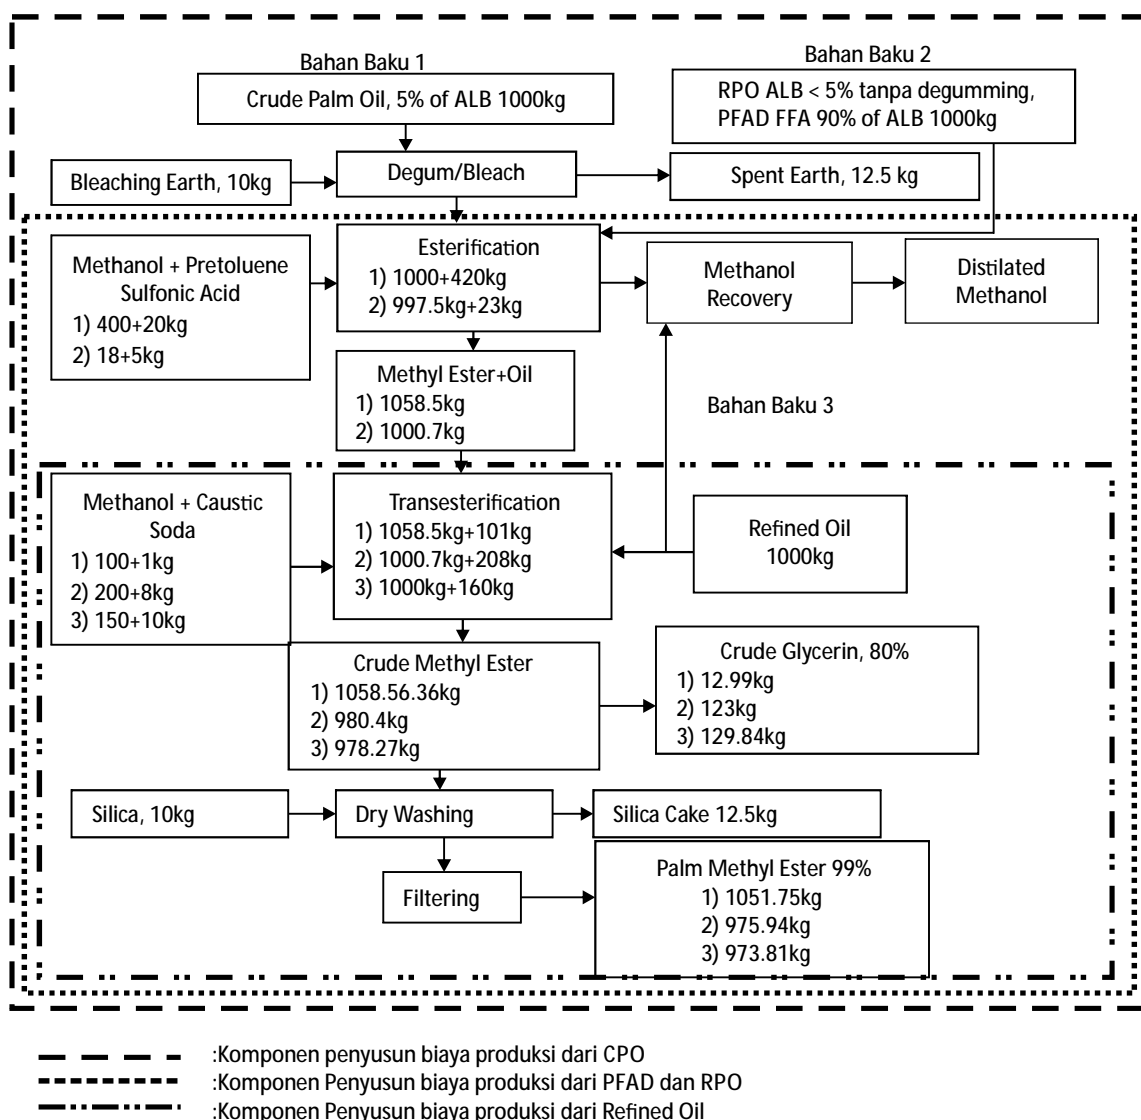 Bahan Baku 1
Bahan Baku 2
Crude Palm Oil, 5% of ALB 1000kg
RPO ALB < 5% tanpa degumming,
PFAD FFA 90% of ALB 1000kg
Bleaching Earth, 10kg
Degum/Bleach
Spent Earth, 12.5 kg
Methanol + Pretoluene
Sulfonic Acid
1) 400+20kg
2) 18+5kg
Esterification
1) 1000+420kg
2) 997.5kg+23kg
Methanol
Recovery
Distilated
Methanol
Methyl Ester+Oil
1) 1058.5kg
2) 1000.7kg
Bahan Baku 3
Methanol + Caustic
Soda
1) 100+1kg
2) 200+8kg
3) 150+10kg
Transesterification
1) 1058.5kg+101kg
2) 1000.7kg+208kg
3) 1000kg+160kg
Refined Oil
1000kg
Crude Methyl Ester
1) 1058.56.36kg
2) 980.4kg
3) 978.27kg
Crude Glycerin, 80%
1) 12.99kg
2) 123kg
3) 129.84kg
Silica, 10kg
Dry Washing
Silica Cake 12.5kg
Filtering
Palm Methyl Ester 99%
1) 1051.75kg
2) 975.94kg
3) 973.81kg
:Komponen penyusun biaya produksi dari CPO
:Komponen Penyusun biaya produksi dari PFAD dan RPO
:Komponen Penyusun biaya produksi dari Refined Oil